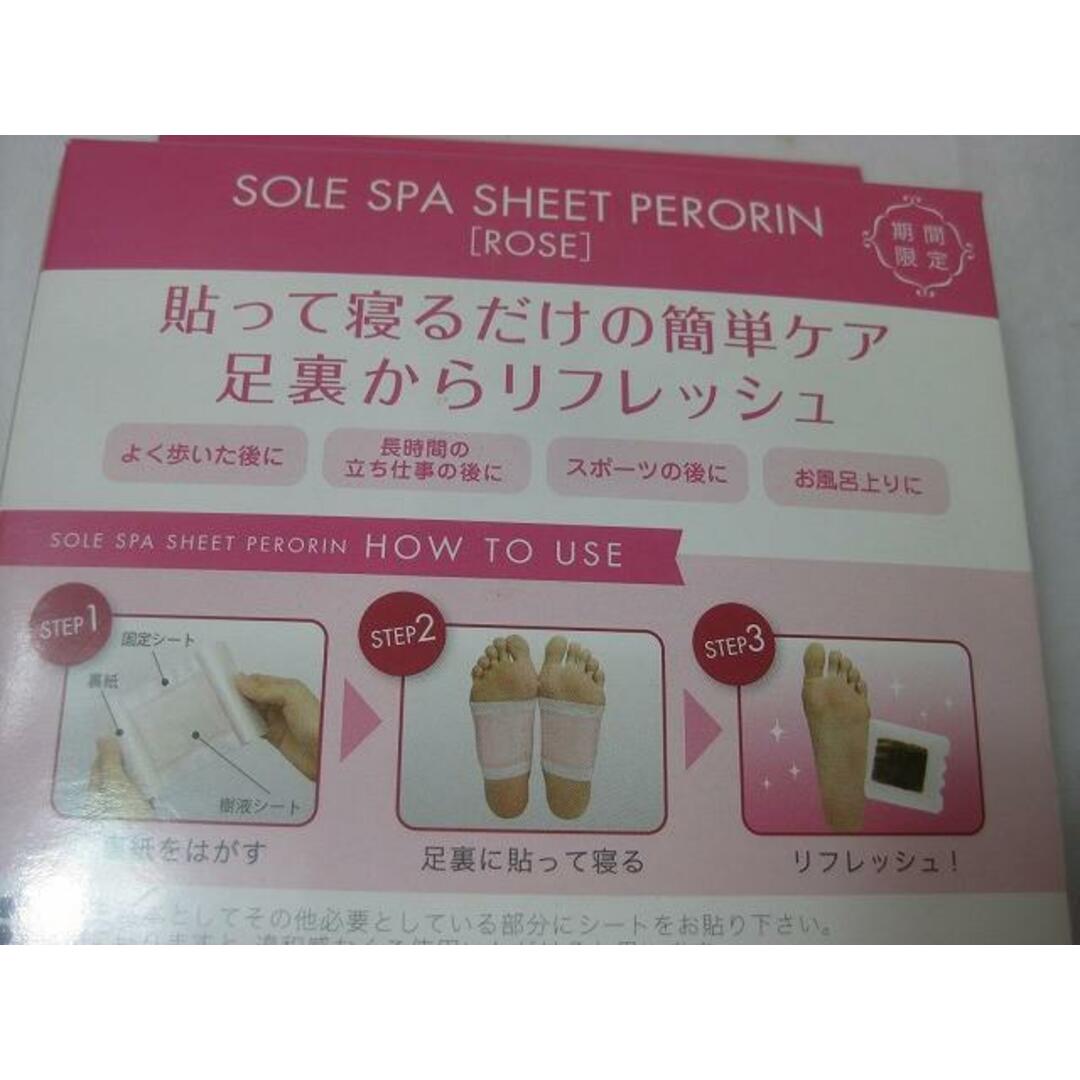 SOLE SPA SHEET PERORIN
[ROSE]
期間
限定
貼って寝るだけの簡単ケア
足裏からリフレッシュ
よく歩いた後に
長時間の
立ち仕事の後に
スポーツの後に
お風呂上りに
SOLE SPA SHEET PERORIN HOW TO USE
STEP1
固定シート
裏紙
樹液シート
紙をはがす
STEP2
足裏に貼って寝る
STEP3
リフレッシュ!
としてその他必要としている部分にシートをお貼り下さい。